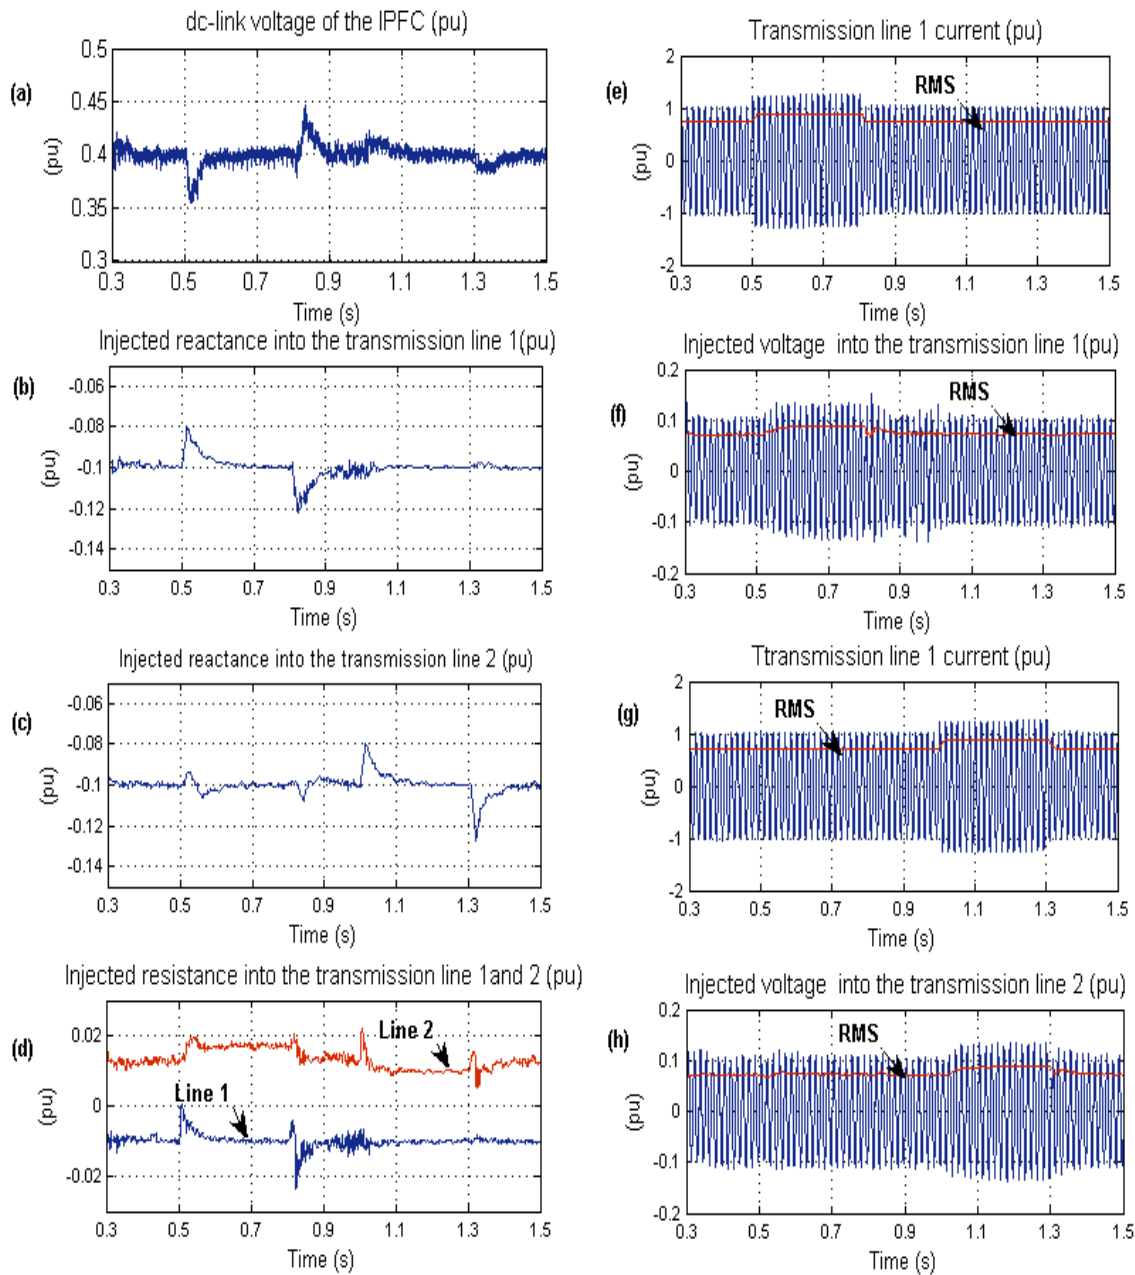 dc-link voltage of the IPFC (pu)
(a)
0.5
0.45
0.4
0.35
0.3
(pu)
0.3 0.5 0.7 0.9 1.1 1.3 1.5
Time (s)
Injected reactance into the transmission line 1(pu)
(b)
-0.06
-0.08
-0.1
-0.12
-0.14
(pu)
0.3 0.5 0.7 0.9 1.1 1.3 1.5
Time (s)
Injected reactance into the transmission line 2 (pu)
(c)
-0.06
-0.08
-0.1
-0.12
-0.14
(pu)
0.3 0.5 0.7 0.9 1.1 1.3 1.5
Time (s)
Injected resistance into the transmission line 1and 2 (pu)
(d)
0.02
0
-0.02
(pu)
Line 2
Line 1
0.3 0.5 0.7 0.9 1.1 1.3 1.5
Time (s)
Transmission line 1 current (pu)
(e)
2
1
0
-1
-2
(pu)
RMS
0.3 0.5 0.7 0.9 1.1 1.3 1.5
Time (s)
Injected voltage into the transmission line 1(pu)
(f)
0.2
0.1
0
-0.1
-0.2
(pu)
RMS
0.3 0.5 0.7 0.9 1.1 1.3 1.5
Time (s)
Ttransmission line 1 current (pu)
(g)
2
1
0
-1
-2
(pu)
RMS
0.3 0.5 0.7 0.9 1.1 1.3 1.5
Time (s)
Injected voltage into the transmission line 2 (pu)
(h)
0.2
0.1
0
-0.1
-0.2
(pu)
RMS
0.3 0.5 0.7 0.9 1.1 1.3 1.5
Time (s)